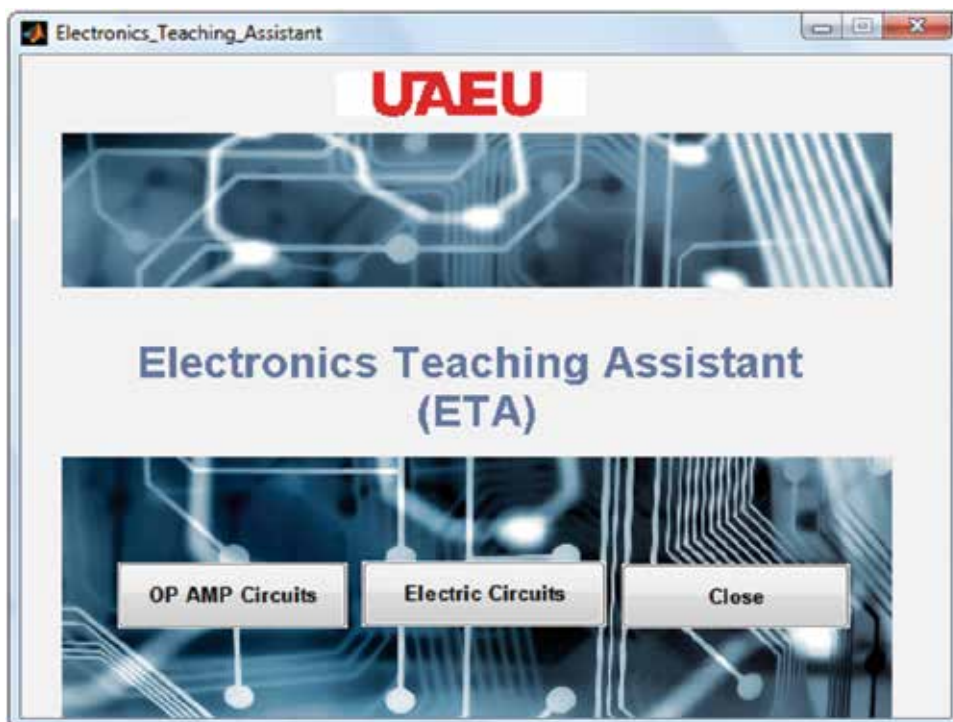 Electronics_Teaching_Assistant
UAEU
Electronics Teaching Assistant
(ETA)
OP AMP Circuits
Electric Circuits
Close